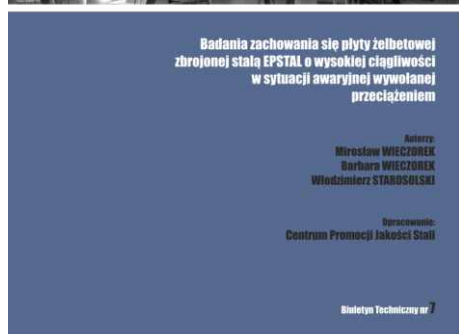 Badania zachowania się płyty żelbetowej
zbrojonej stalą EPSTAL o wysokiej ciągliwości
w sytuacji awaryjnej wywołanej
przeciążeniem
Autorzy:
Mirosław WIECZOREK
Barbara WIECZOREK
Włodzimierz STAROSOLSKI
Opracowanie:
Centrum Promocji Jakości Stali
Biuletyn Techniczny nr 7